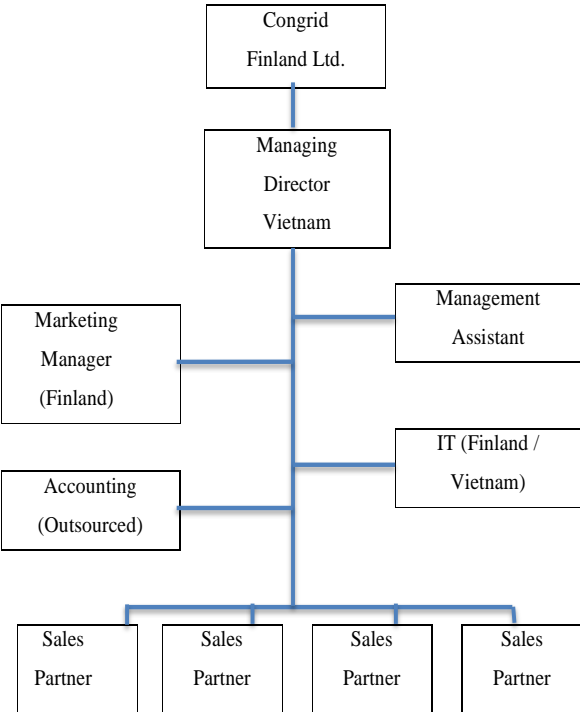 Congrid
Finland Ltd.
Managing
Director
Vietnam
Management
Assistant
Marketing
Manager
(Finland)
IT (Finland /
Vietnam)
Accounting
(Outsourced)
Sales
Partner
Sales
Partner
Sales
Partner
Sales
Partner